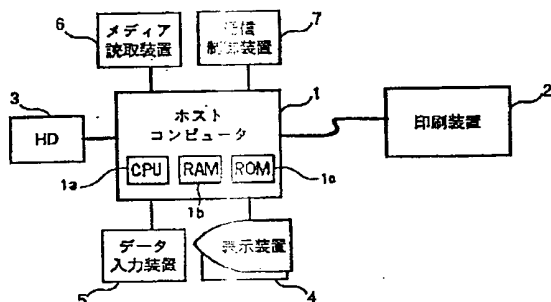 6
メディア
読取装置
7
通信
制御装置
3
HD
1
ホスト
コンピュータ
CPU
RAM
ROM
1a
1b
1c
2
印刷装置
データ
入力装置
5
表示装置
4